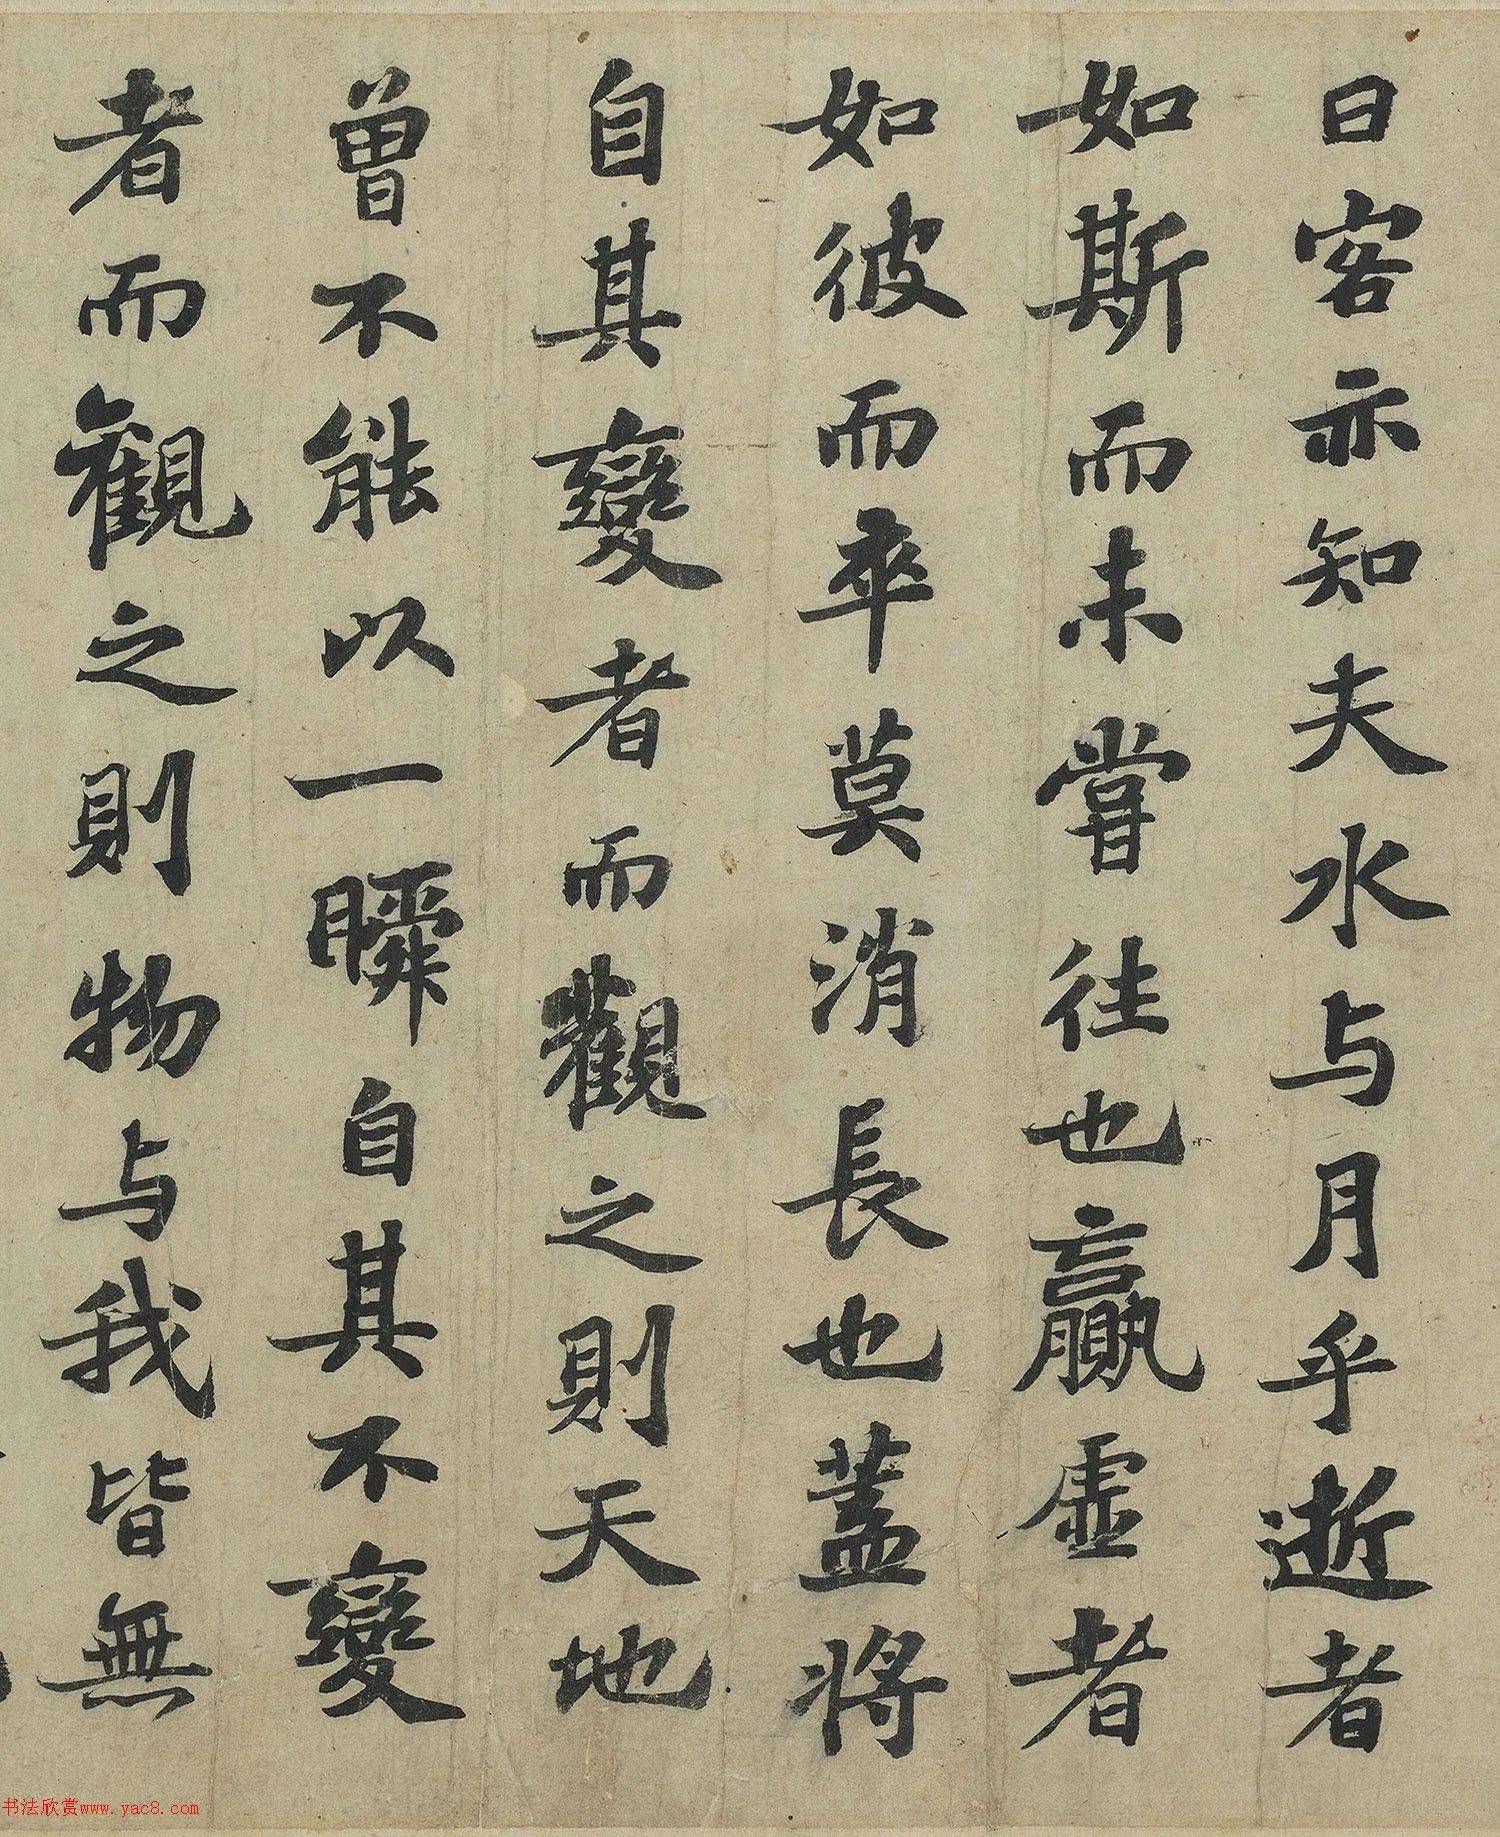 曰客亦知夫水与月乎逝者
如斯而未嘗往也贏虛者
如彼而卒莫消長也蓋將
自其變者而觀之則天地
曾不能以一瞬自其不變
者而觀之則物与我皆無
书法欣赏www.yac8.com